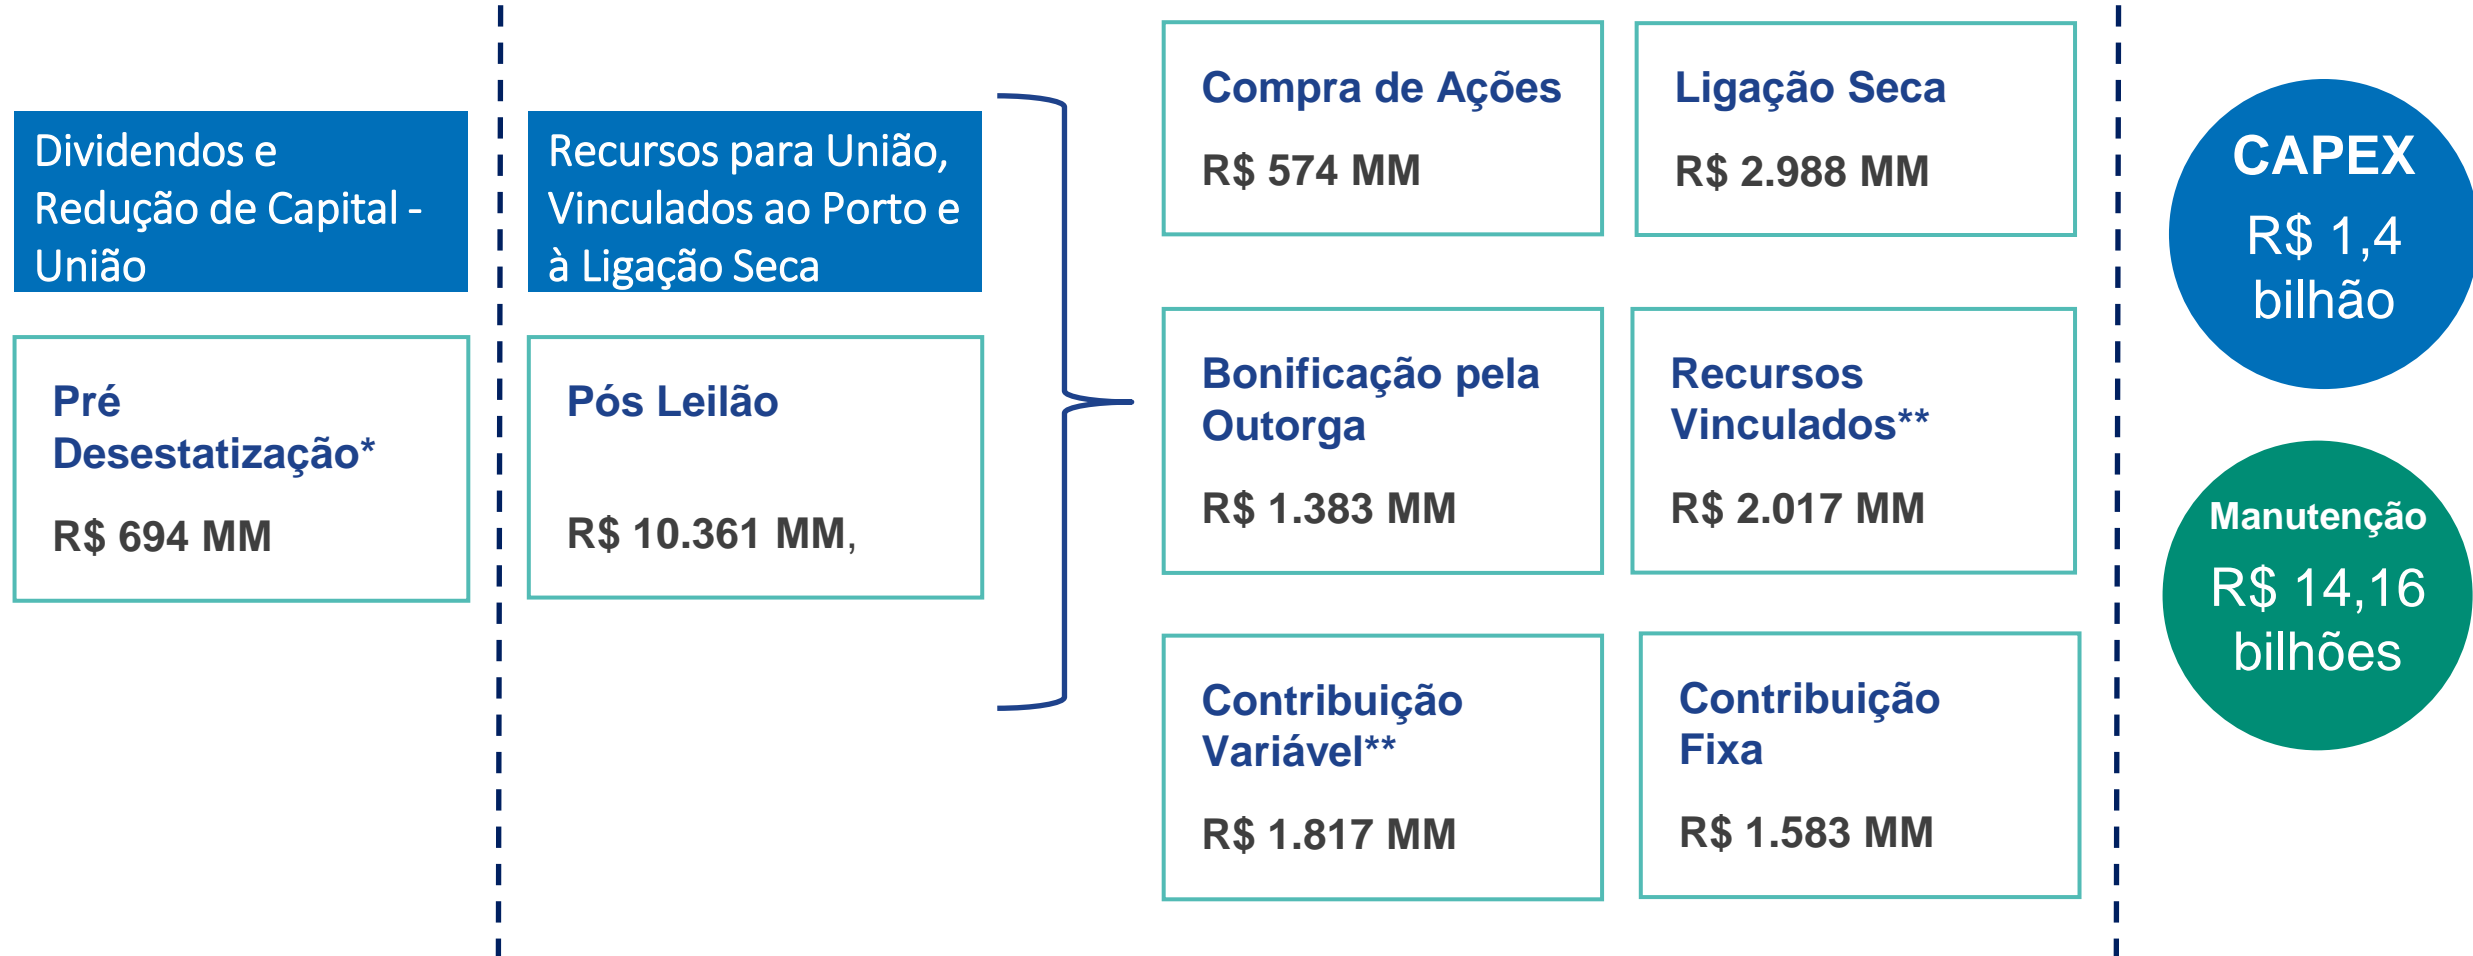 Dividendos e
Redução de Capital -
União
Pré
Desestatização*
R$ 694 MM
Recursos para União,
Vinculados ao Porto e
à Ligação Seca
Pós Leilão
R$ 10.361 MM,
Compra de Ações
R$ 574 MM
Ligação Seca
R$ 2.988 MM
Bonificação pela
Outorga
R$ 1.383 MM
Recursos
Vinculados**
R$ 2.017 MM
Contribuição
Variável**
R$ 1.817 MM
Contribuição
Fixa
R$ 1.583 MM
CAPEX
R$ 1,4
bilhão
Manutenção
R$ 14,16
bilhões